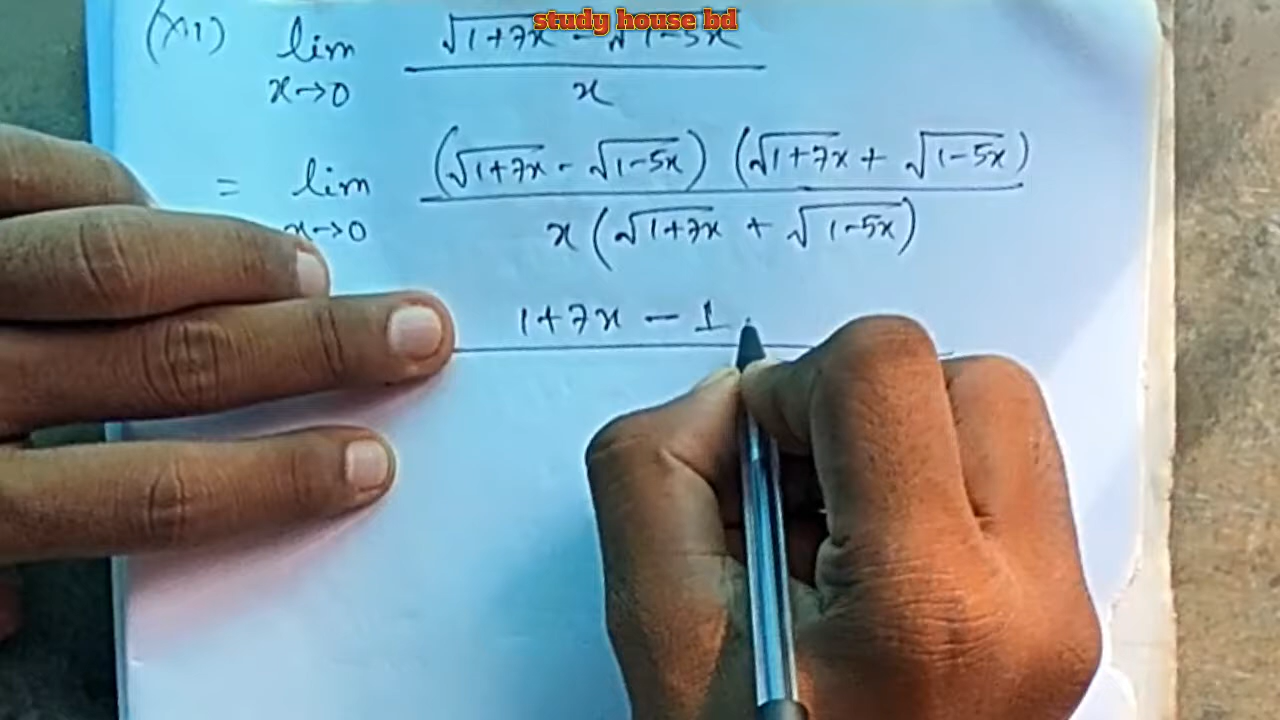 study house bd
(xi) lim x→0 √1+7x - √1-5x / x
= lim x→0 (√1+7x - √1-5x) (√1+7x + √1-5x) / x (√1+7x + √1-5x)
1+7x - 1